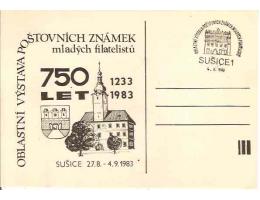 OBLASTNÍ VÝSTAVA POŠTOVNÍCH ZNÁMEK
mladých filatelistů
750 1233
LET 1983
SUŠICE 27.8. - 4.9.1983
SUŠICE 1